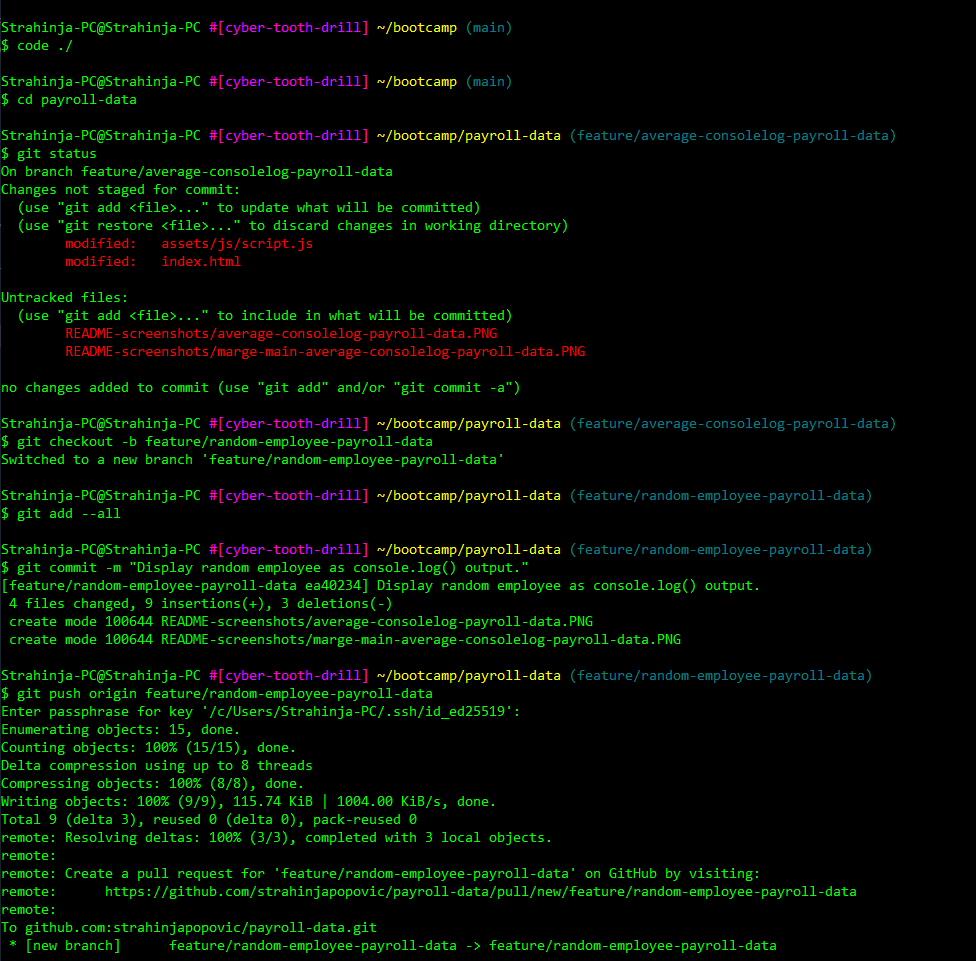 Strahinja-PC@Strahinja-PC #[cyber-tooth-drill] ~/bootcamp (main)
$ code ./

Strahinja-PC@Strahinja-PC #[cyber-tooth-drill] ~/bootcamp (main)
$ cd payroll-data

Strahinja-PC@Strahinja-PC #[cyber-tooth-drill] ~/bootcamp/payroll-data (feature/average-consolelog-payroll-data)
$ git status
On branch feature/average-consolelog-payroll-data
Changes not staged for commit:
  (use "git add <file>..." to update what will be committed)
  (use "git restore <file>..." to discard changes in working directory)
        modified:   assets/js/script.js
        modified:   index.html

Untracked files:
  (use "git add <file>..." to include in what will be committed)
        README-screenshots/average-consolelog-payroll-data.PNG
        README-screenshots/marge-main-average-consolelog-payroll-data.PNG

no changes added to commit (use "git add" and/or "git commit -a")

Strahinja-PC@Strahinja-PC #[cyber-tooth-drill] ~/bootcamp/payroll-data (feature/average-consolelog-payroll-data)
$ git checkout -b feature/random-employee-payroll-data
Switched to a new branch 'feature/random-employee-payroll-data'

Strahinja-PC@Strahinja-PC #[cyber-tooth-drill] ~/bootcamp/payroll-data (feature/random-employee-payroll-data)
$ git add --all

Strahinja-PC@Strahinja-PC #[cyber-tooth-drill] ~/bootcamp/payroll-data (feature/random-employee-payroll-data)
$ git commit -m "Display random employee as console.log() output."
[feature/random-employee-payroll-data ea40234] Display random employee as console.log() output.
 4 files changed, 9 insertions(+), 3 deletions(-)
 create mode 100644 README-screenshots/average-consolelog-payroll-data.PNG
 create mode 100644 README-screenshots/marge-main-average-consolelog-payroll-data.PNG

Strahinja-PC@Strahinja-PC #[cyber-tooth-drill] ~/bootcamp/payroll-data (feature/random-employee-payroll-data)
$ git push origin feature/random-employee-payroll-data
Enter passphrase for key '/c/Users/Strahinja-PC/.ssh/id_ed25519':
Enumerating objects: 15, done.
Counting objects: 100% (15/15), done.
Delta compression using up to 8 threads
Compressing objects: 100% (8/8), done.
Writing objects: 100% (9/9), 115.74 KiB | 1004.00 KiB/s, done.
Total 9 (delta 3), reused 0 (delta 0), pack-reused 0
remote: Resolving deltas: 100% (3/3), completed with 3 local objects.
remote:
remote: Create a pull request for 'feature/random-employee-payroll-data' on GitHub by visiting:
remote:      https://github.com/strahinjapopovic/payroll-data/pull/new/feature/random-employee-payroll-data
remote:
To github.com:strahinjapopovic/payroll-data.git
 * [new branch]      feature/random-employee-payroll-data -> feature/random-employee-payroll-data